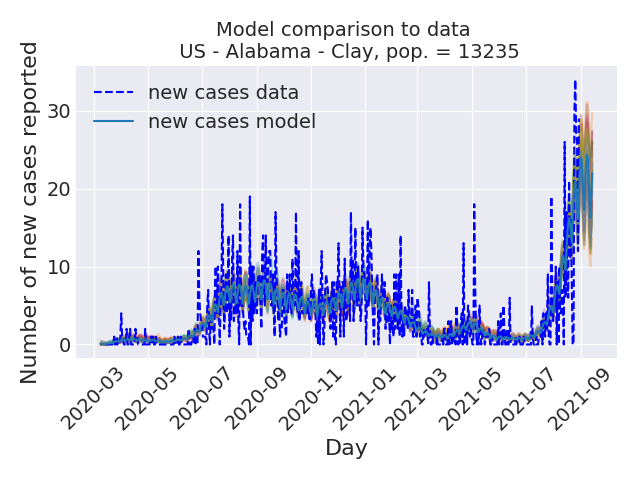 Model comparison to data
US - Alabama - Clay, pop. = 13235
new cases data
new cases model
Number of new cases reported
30
20
10
0
2020-03
2020-05
2020-07
2020-09
2020-11
2021-01
2021-03
2021-05
2021-07
2021-09
Day